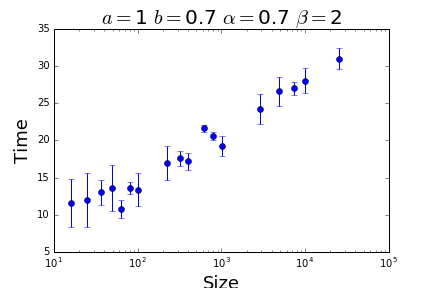 a = 1 b = 0.7 α = 0.7 β = 2
35
30
25
20
15
10
5
Time
10^1 10^2 10^3 10^4 10^5
Size